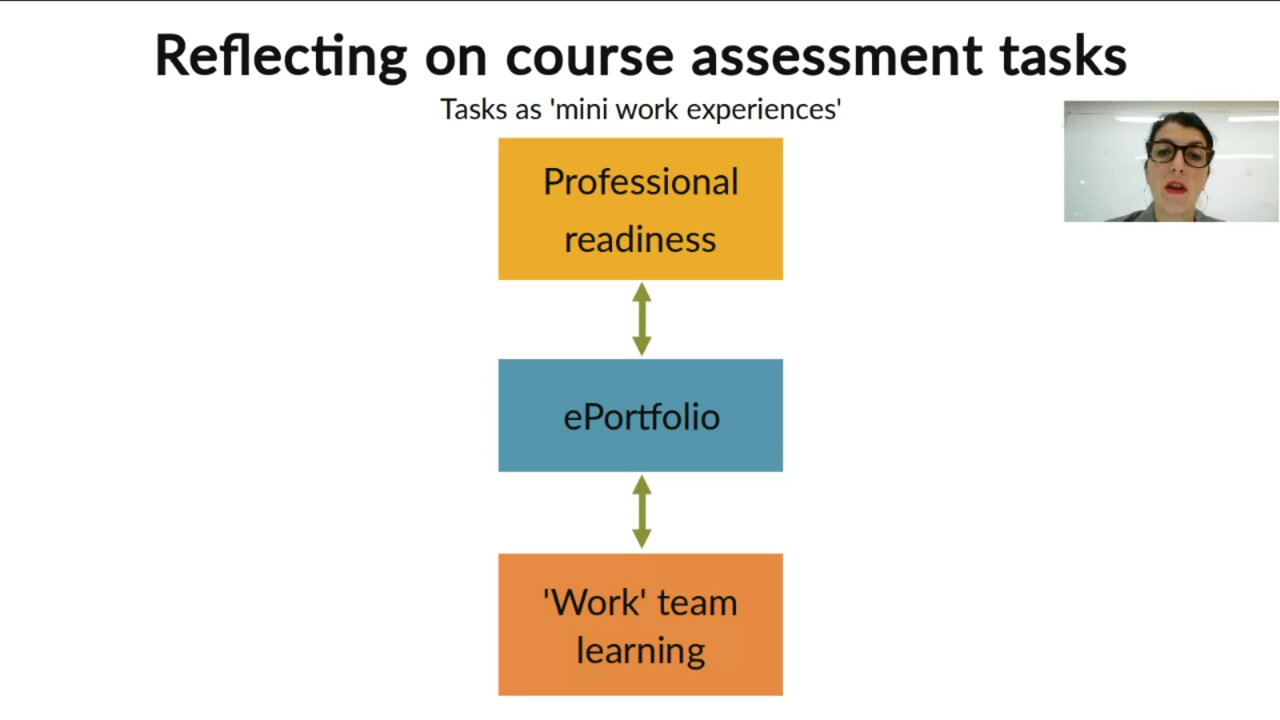 Reflecting on course assessment tasks
Tasks as 'mini work experiences'
Professional
readiness
ePortfolio
'Work' team
learning